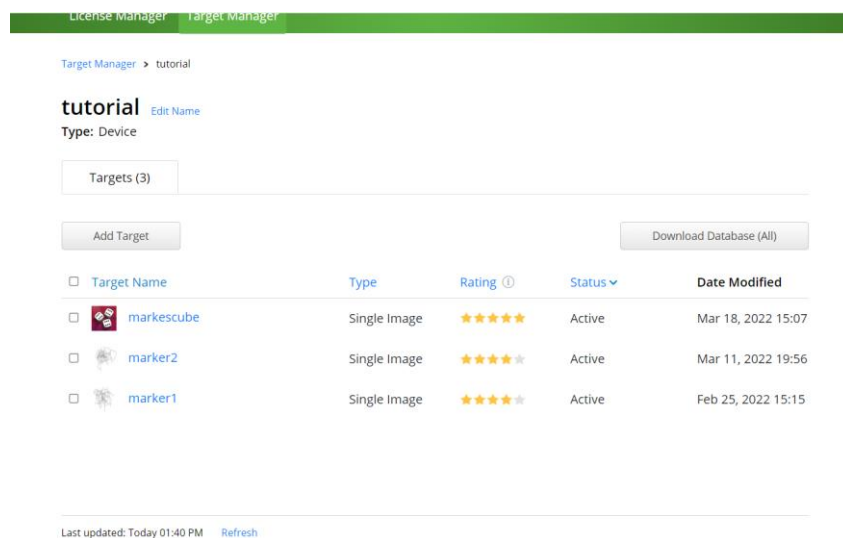 License Manager Target Manager
Target Manager > tutorial
tutorial Edit Name
Type: Device
Targets (3)
Add Target Download Database (All)
Target Name Type Rating Status Date Modified
markescube Single Image Active Mar 18, 2022 15:07
marker2 Single Image Active Mar 11, 2022 19:56
marker1 Single Image Active Feb 25, 2022 15:15
Last updated: Today 01:40 PM Refresh